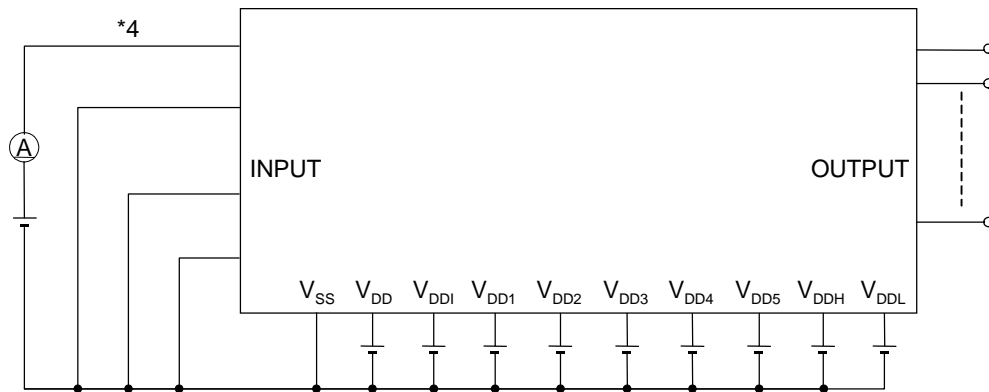 *4
A
INPUT OUTPUT
VSS VDD VDDI VDD1 VDD2 VDD3 VDD4 VDD5 VDDH VDDL